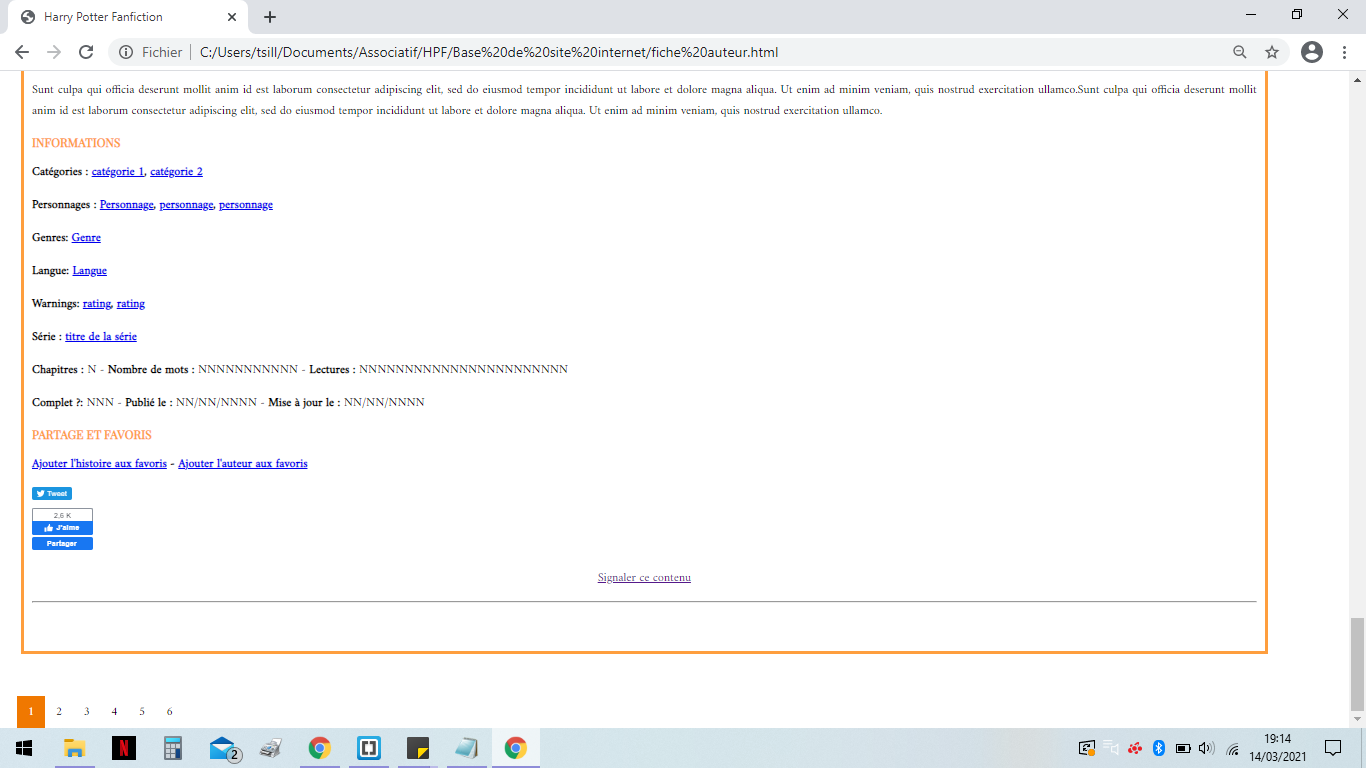 Harry Potter Fanfiction
Fichier C:/Users/tsill/Documents/Associatif/HPF/Base%20de%20site%20internet/fiche%20auteur.html
Sunt culpa qui officia deserunt mollit anim id est laborum consectetur adipiscing elit, sed do eiusmod tempor incididunt ut labore et dolore magna aliqua. Ut enim ad minim veniam, quis nostrud exercitation ullamco.Sunt culpa qui officia deserunt mollit
anim id est laborum consectetur adipiscing elit, sed do eiusmod tempor incididunt ut labore et dolore magna aliqua. Ut enim ad minim veniam, quis nostrud exercitation ullamco.
INFORMATIONS
Catégories : catégorie 1, catégorie 2
Personnages : Personnage, personnage, personnage
Genres: Genre
Langue: Langue
Warnings: rating, rating
Série : titre de la série
Chapitres : N - Nombre de mots : NNNNNNNNNNN - Lectures : NNNNNNNNNNNNNNNNNNNNNNN
Complet ?: NNN - Publié le : NN/NN/NNNN - Mise à jour le : NN/NN/NNNN
PARTAGE ET FAVORIS
Ajouter l'histoire aux favoris - Ajouter l'auteur aux favoris
Tweet
2,6 K
J'aime
Partager
Signaler ce contenu
1 2 3 4 5 6
N
2
19:14
14/03/2021